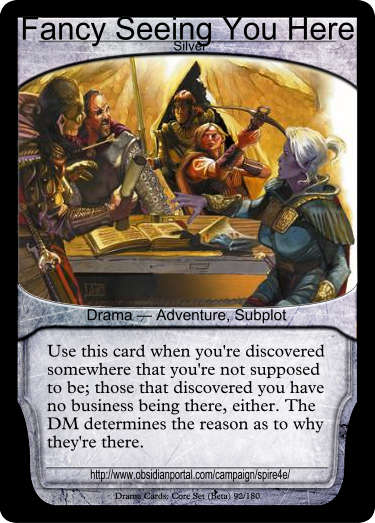 Fancy Seeing You Here
Silver
Drama — Adventure, Subplot
Use this card when you're discovered
somewhere that you're not supposed
to be; those that discovered you have
no business being there, either. The
DM determines the reason as to why
they're there.
http://www.obsidianportal.com/campaign/spire4e/
Drama Cards: Core Set (Beta) 92/180